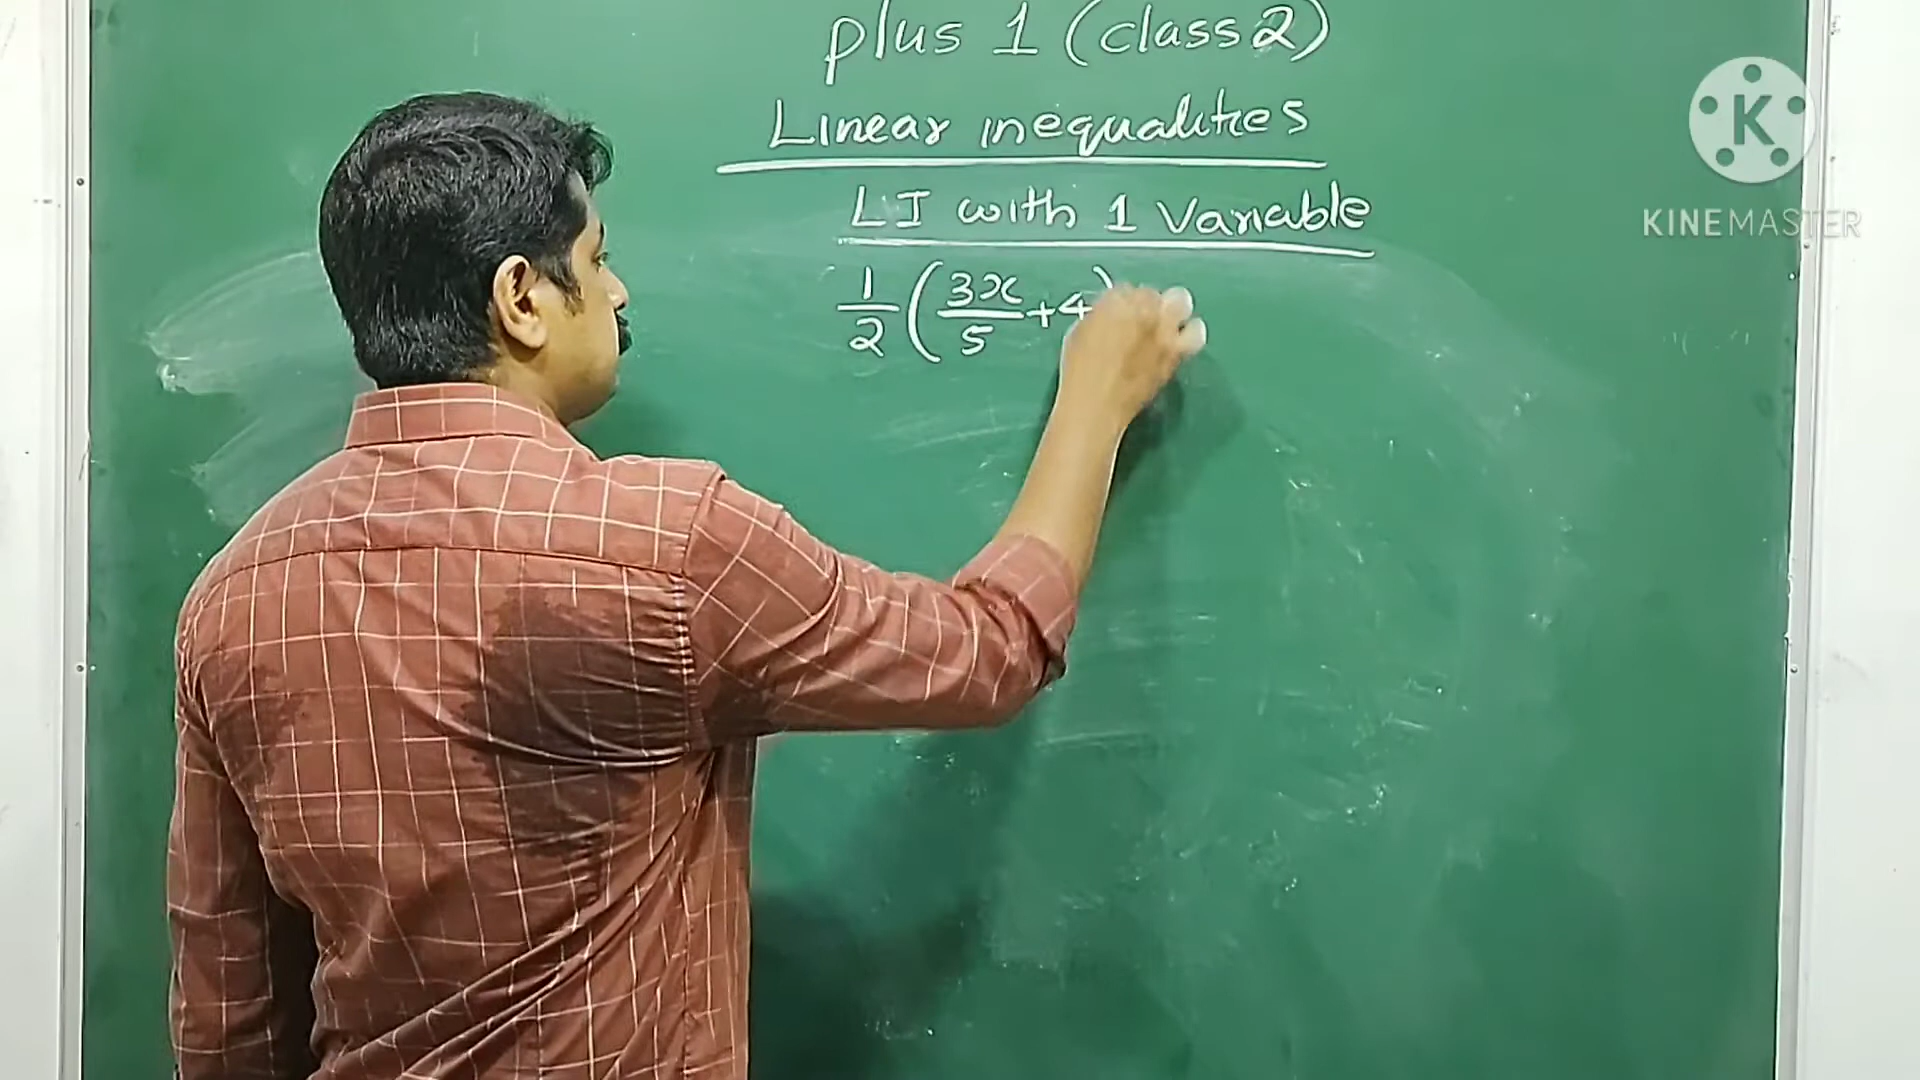 plus 1 (class 2)
Linear inequalities
LI with 1 Variable
1/2 (3x/5 + 4)
K
KINEMASTER